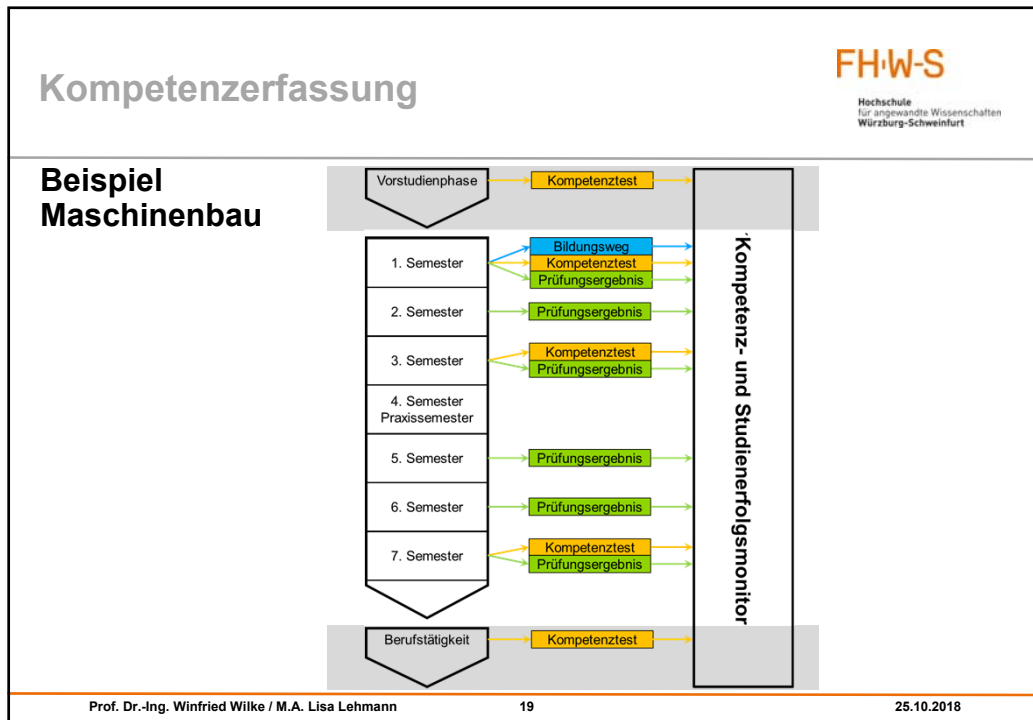 Kompetenzerfassung
FH·W-S
Hochschule
für angewandte Wissenschaften
Würzburg-Schweinfurt
Beispiel
Maschinenbau
Vorstudienphase
Kompetenztest
1. Semester
Bildungsweg
Kompetenztest
Prüfungsergebnis
2. Semester
Prüfungsergebnis
3. Semester
Kompetenztest
Prüfungsergebnis
4. Semester
Praxissemester
5. Semester
Prüfungsergebnis
6. Semester
Prüfungsergebnis
7. Semester
Kompetenztest
Prüfungsergebnis
Berufstätigkeit
Kompetenztest
Kompetenz- und Studienerfolgsmonitor
Prof. Dr.-Ing. Winfried Wilke / M.A. Lisa Lehmann
19
25.10.2018